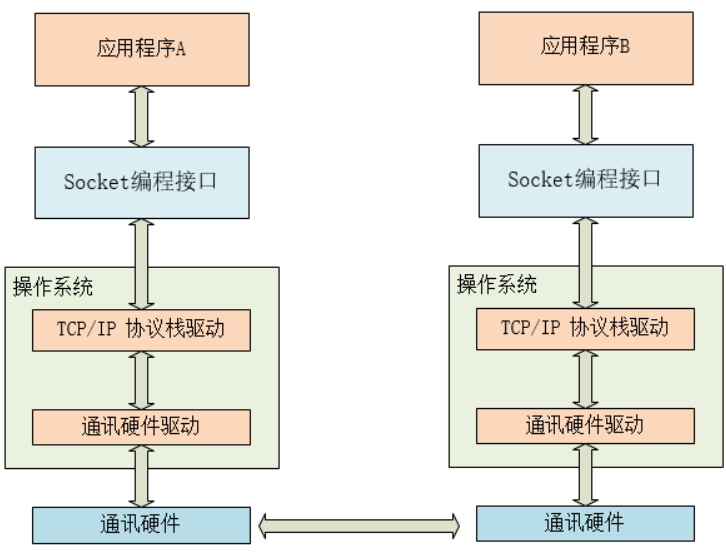 应用程序A
Socket编程接口
操作系统
TCP/IP 协议栈驱动
通讯硬件驱动
通讯硬件
应用程序B
Socket编程接口
操作系统
TCP/IP 协议栈驱动
通讯硬件驱动
通讯硬件